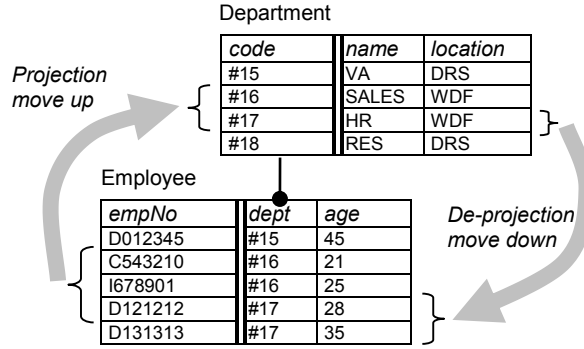 Department
code name location
#15 VA DRS
#16 SALES WDF
#17 HR WDF
#18 RES DRS
Projection
move up
Employee
empNo dept age
D012345 #15 45
C543210 #16 21
I678901 #16 25
D121212 #17 28
D131313 #17 35
De-projection
move down